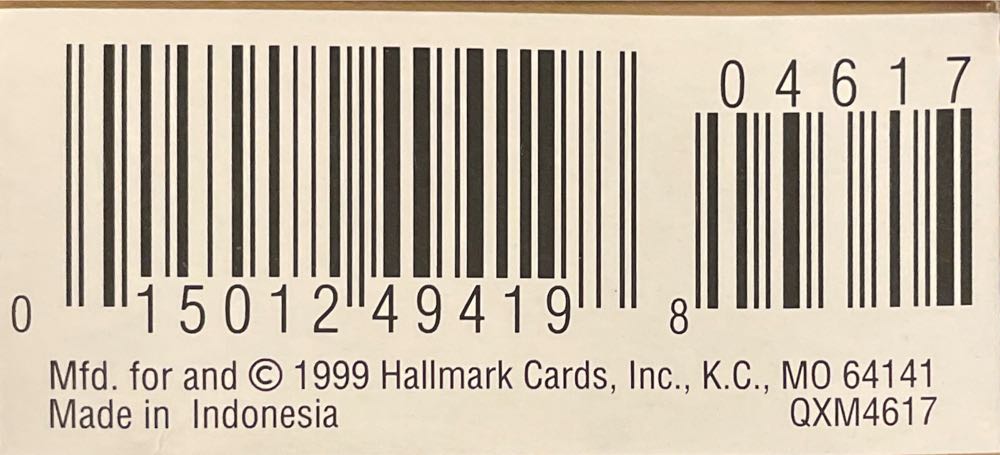 04617
0 15012 49419 8
Mfd. for and © 1999 Hallmark Cards, Inc., K.C., MO 64141
Made in Indonesia QXM4617